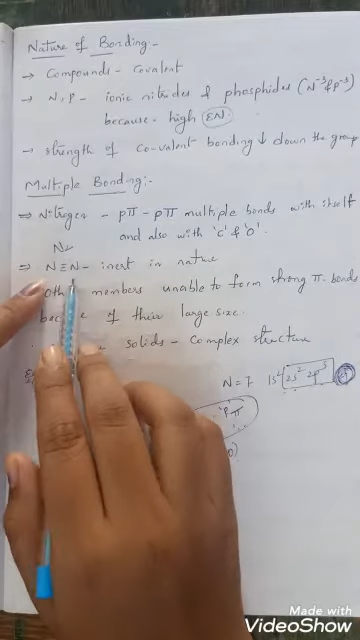 Nature of Bonding -
→ Compounds - Covalent
→ N, P - ionic nitrides & phosphides (N⁻³ & P⁻³)
because - high (EN)
→ strength of co-valent bonding ↓ down the group
Multiple Bonding:-
⇒ Nitrogen - pπ - pπ multiple bonds with itself
and also with 'C' & 'O'.
N₂
⇒ N≡N - inert in nature
members unable to form strong π-bonds
of their large size.
solids - complex structure
N = 7 1s² 2s² 2p³
pπ
Made with
VideoShow